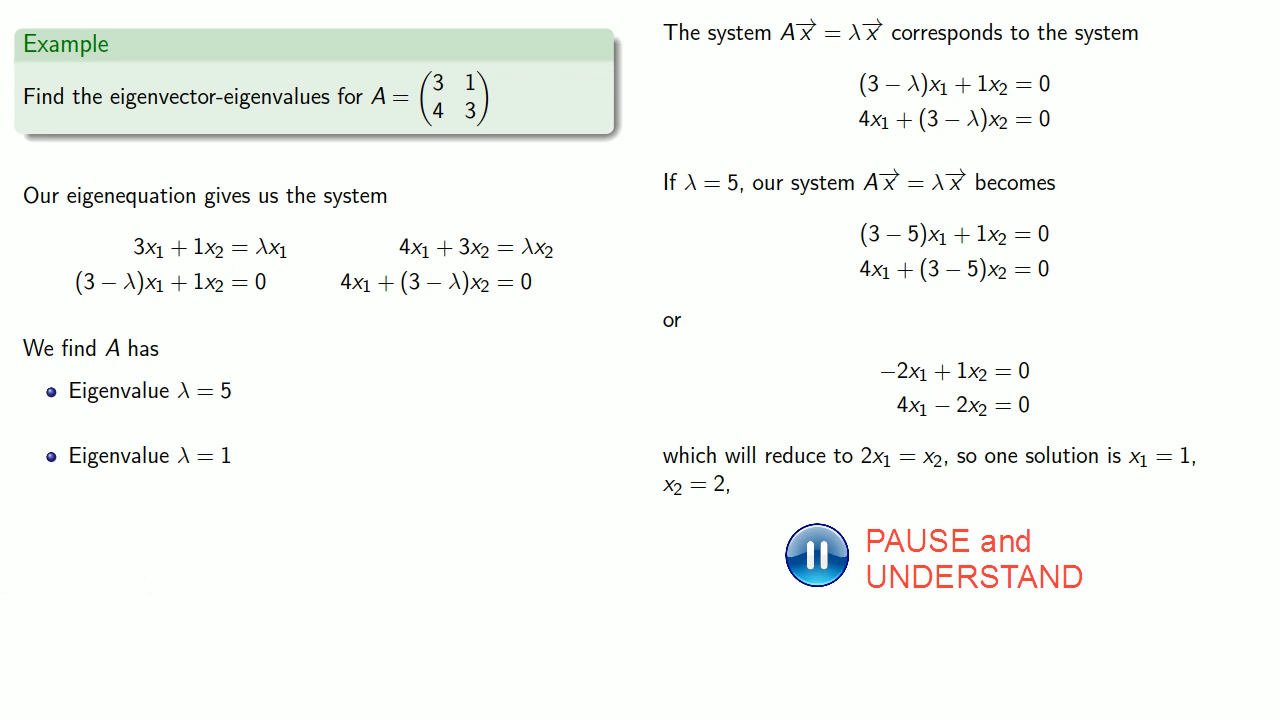 Example
Find the eigenvector-eigenvalues for A = (3 1
4 3)
Our eigenequation gives us the system
3x₁ + 1x₂ = λx₁ 4x₁ + 3x₂ = λx₂
(3 − λ)x₁ + 1x₂ = 0 4x₁ + (3 − λ)x₂ = 0
We find A has
Eigenvalue λ = 5
Eigenvalue λ = 1
The system Ax⃗ = λx⃗ corresponds to the system
(3 − λ)x₁ + 1x₂ = 0
4x₁ + (3 − λ)x₂ = 0
If λ = 5, our system Ax⃗ = λx⃗ becomes
(3 − 5)x₁ + 1x₂ = 0
4x₁ + (3 − 5)x₂ = 0
or
−2x₁ + 1x₂ = 0
4x₁ − 2x₂ = 0
which will reduce to 2x₁ = x₂, so one solution is x₁ = 1,
x₂ = 2,
PAUSE and
UNDERSTAND